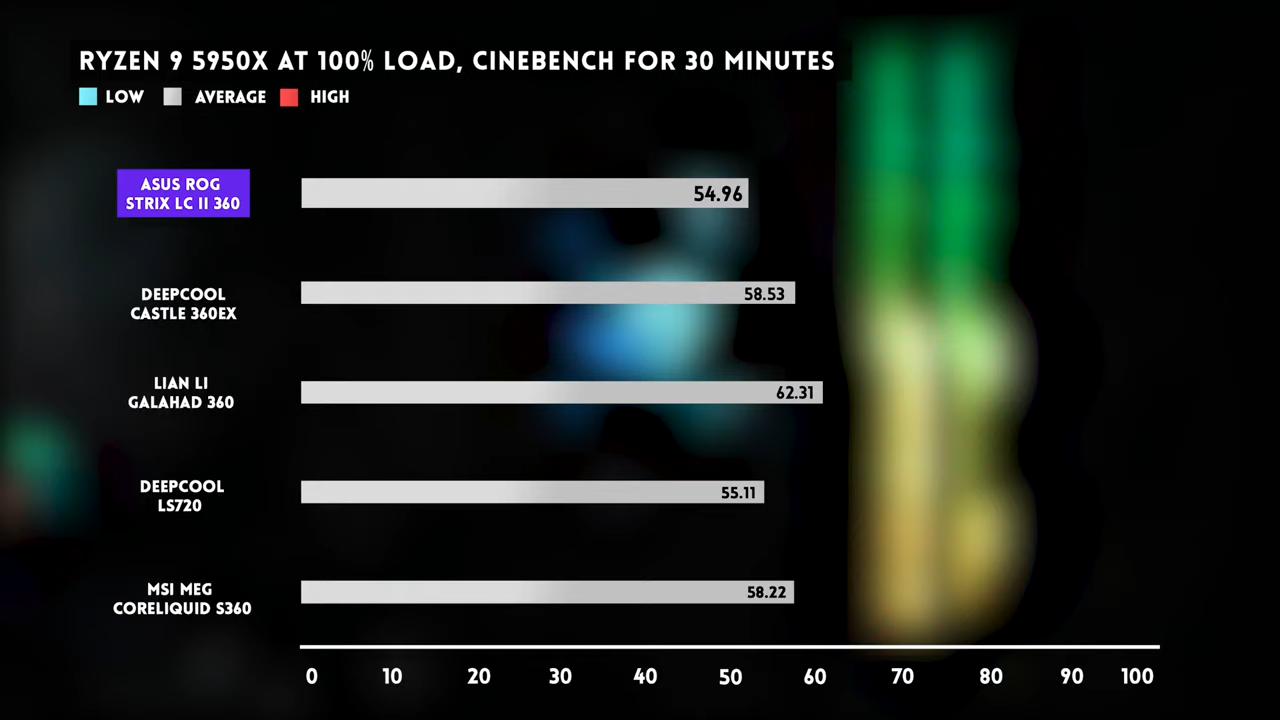 RYZEN 9 5950X AT 100% LOAD, CINEBENCH FOR 30 MINUTES
LOW AVERAGE HIGH
ASUS ROG
STRIX LC II 360
54.96
DEEPCOOL
CASTLE 360EX
58.53
LIAN LI
GALAHAD 360
62.31
DEEPCOOL
LS720
55.11
MSI MEG
CORELIQUID S360
58.22
0 10 20 30 40 50 60 70 80 90 100